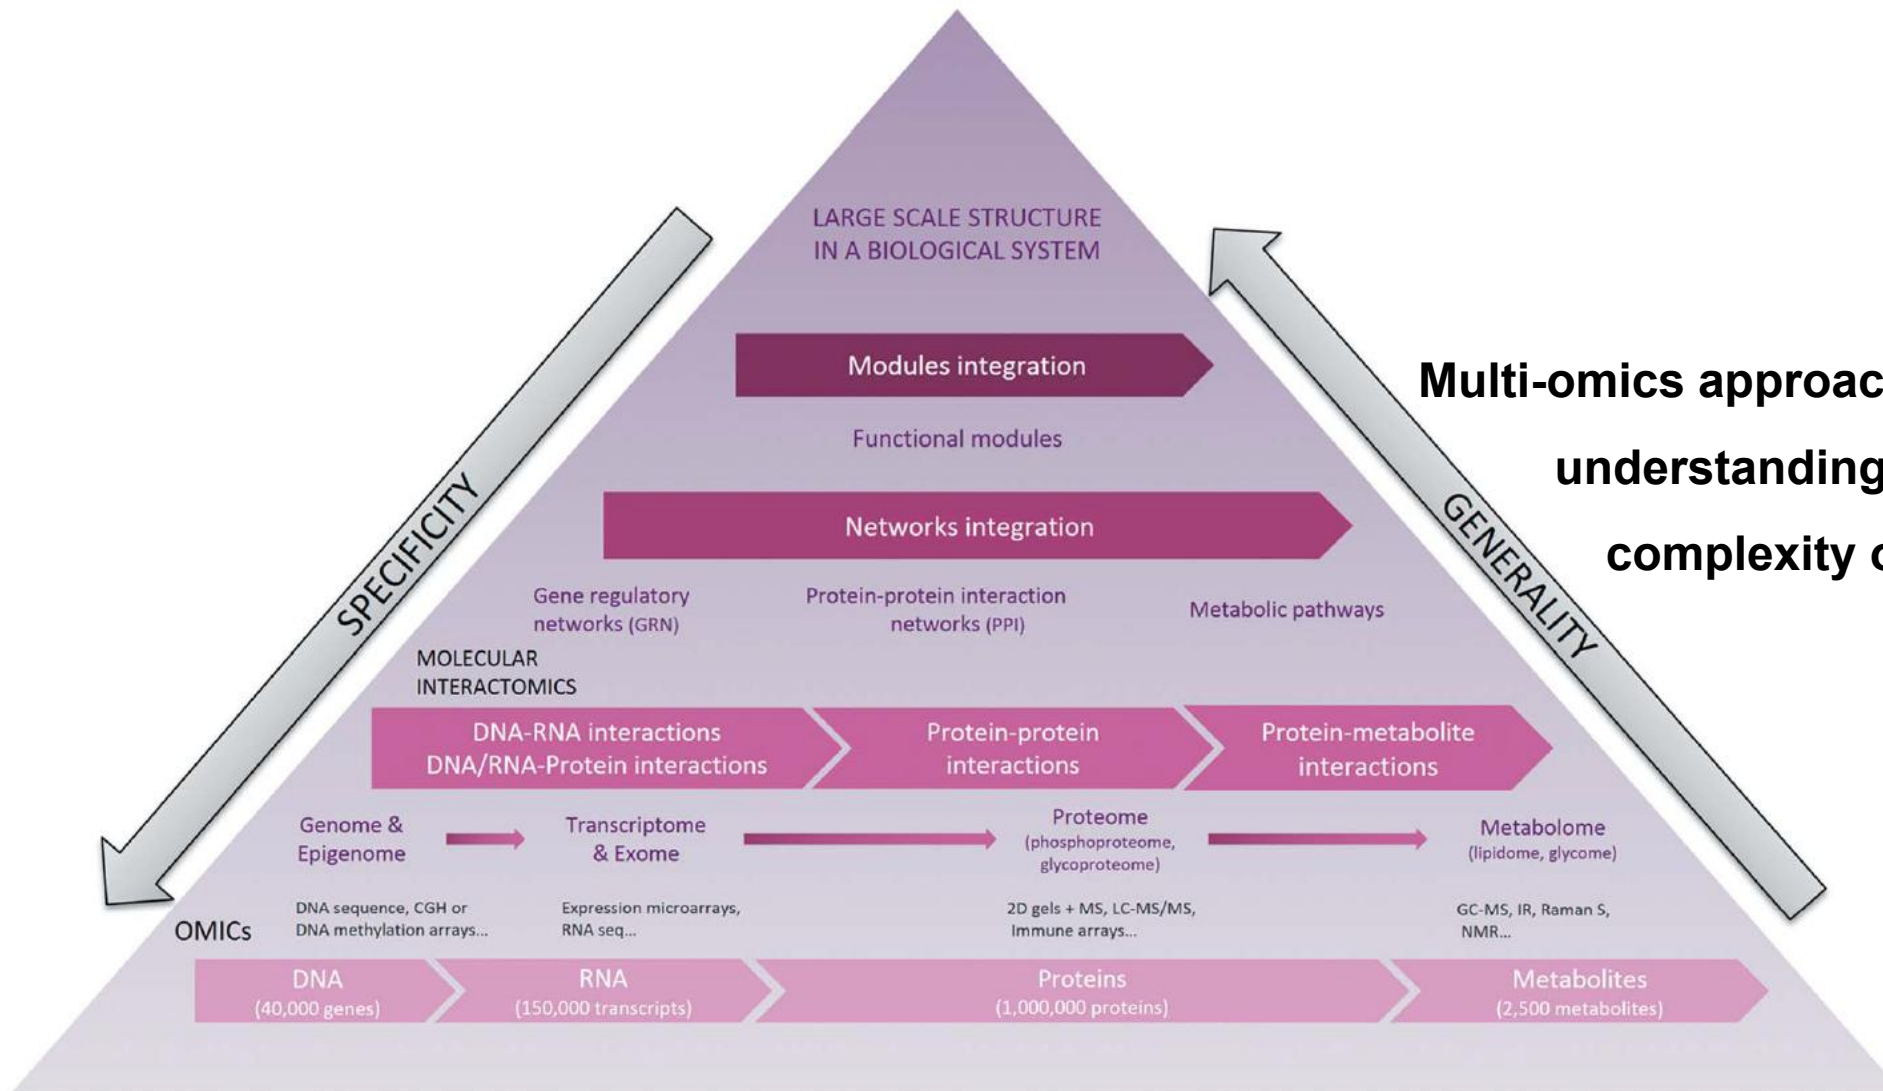 LARGE SCALE STRUCTURE
IN A BIOLOGICAL SYSTEM
Modules integration
Functional modules
Networks integration
Gene regulatory
networks (GRN)
Protein-protein interaction
networks (PPI)
Metabolic pathways
MOLECULAR
INTERACTOMICS
DNA-RNA interactions
DNA/RNA-Protein interactions
Protein-protein
interactions
Protein-metabolite
interactions
Genome &
Epigenome
Transcriptome
& Exome
Proteome
(phosphoproteome,
glycoproteome)
Metabolome
(lipidome, glycome)
OMICs
DNA sequence, CGH or
DNA methylation arrays...
Expression microarrays,
RNA seq...
2D gels + MS, LC-MS/MS,
Immune arrays...
GC-MS, IR, Raman S,
NMR...
DNA
(40,000 genes)
RNA
(150,000 transcripts)
Proteins
(1,000,000 proteins)
Metabolites
(2,500 metabolites)
SPECIFICITY
GENERALITY
Multi-omics
understanding
complexity